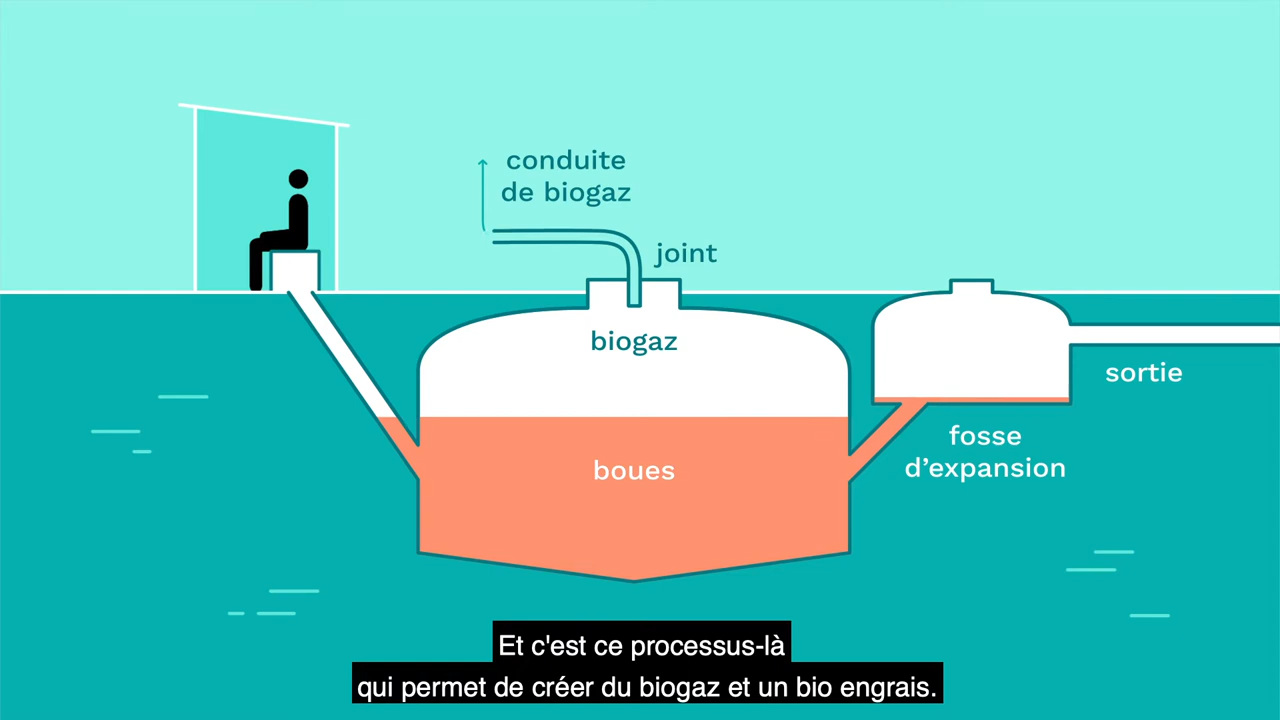 conduite
de biogaz
joint
biogaz
sortie
fosse
d’expansion
boues
Et c'est ce processus-là
qui permet de créer du biogaz et un bio engrais.